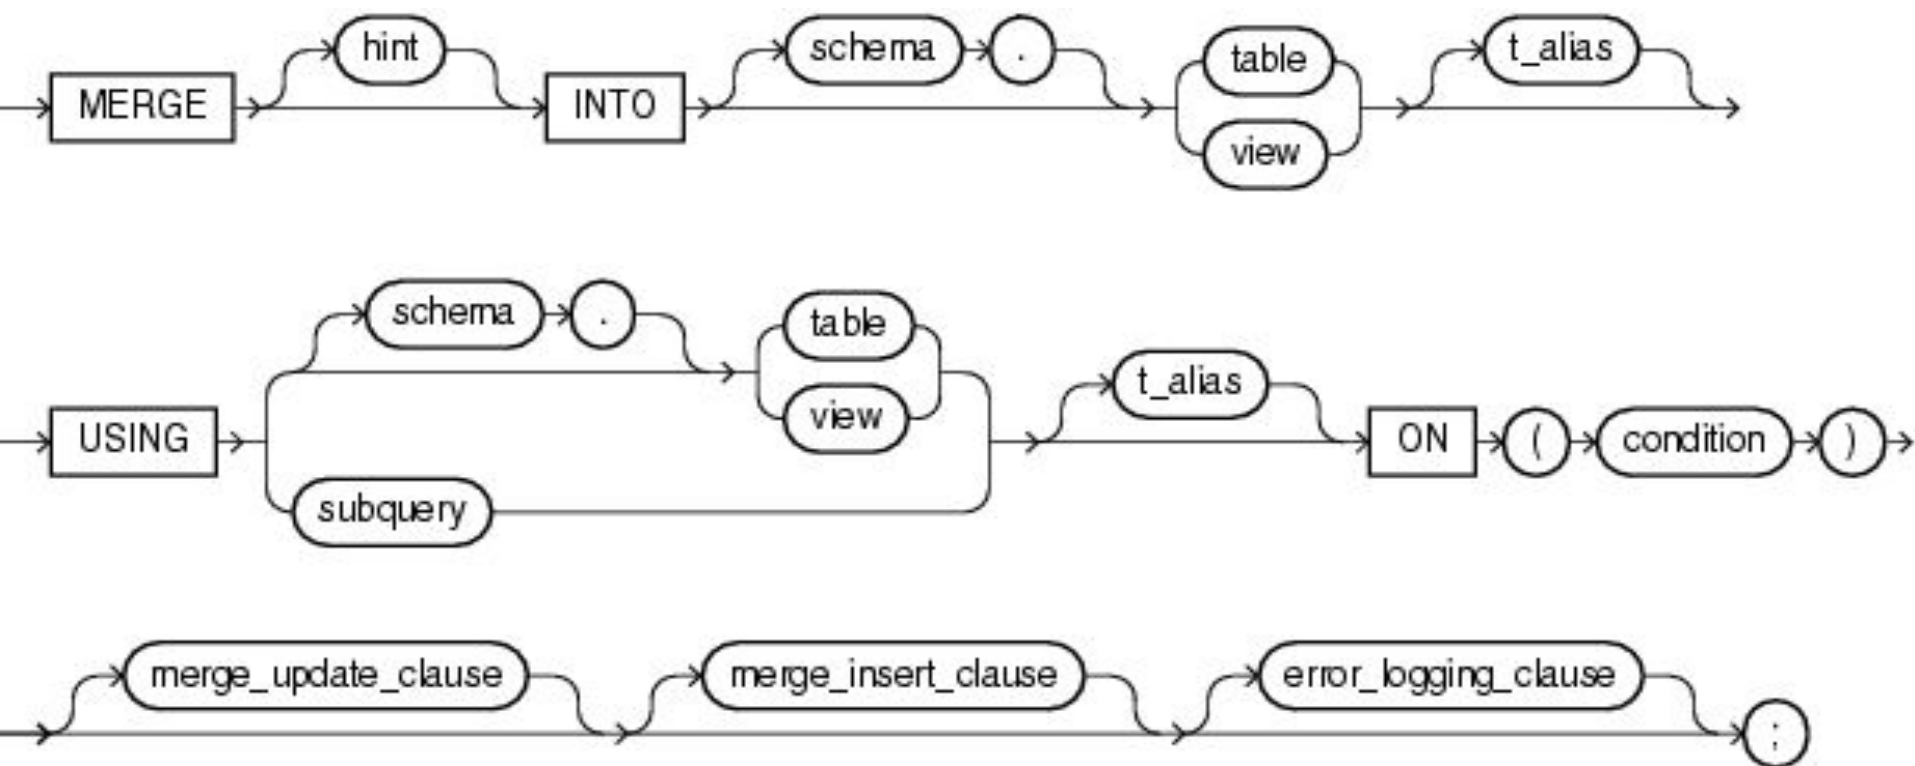 MERGE hint INTO schema . table view t_alias
USING schema . table view subquery t_alias ON ( condition )
merge_update_clause merge_insert_clause error_logging_clause ;